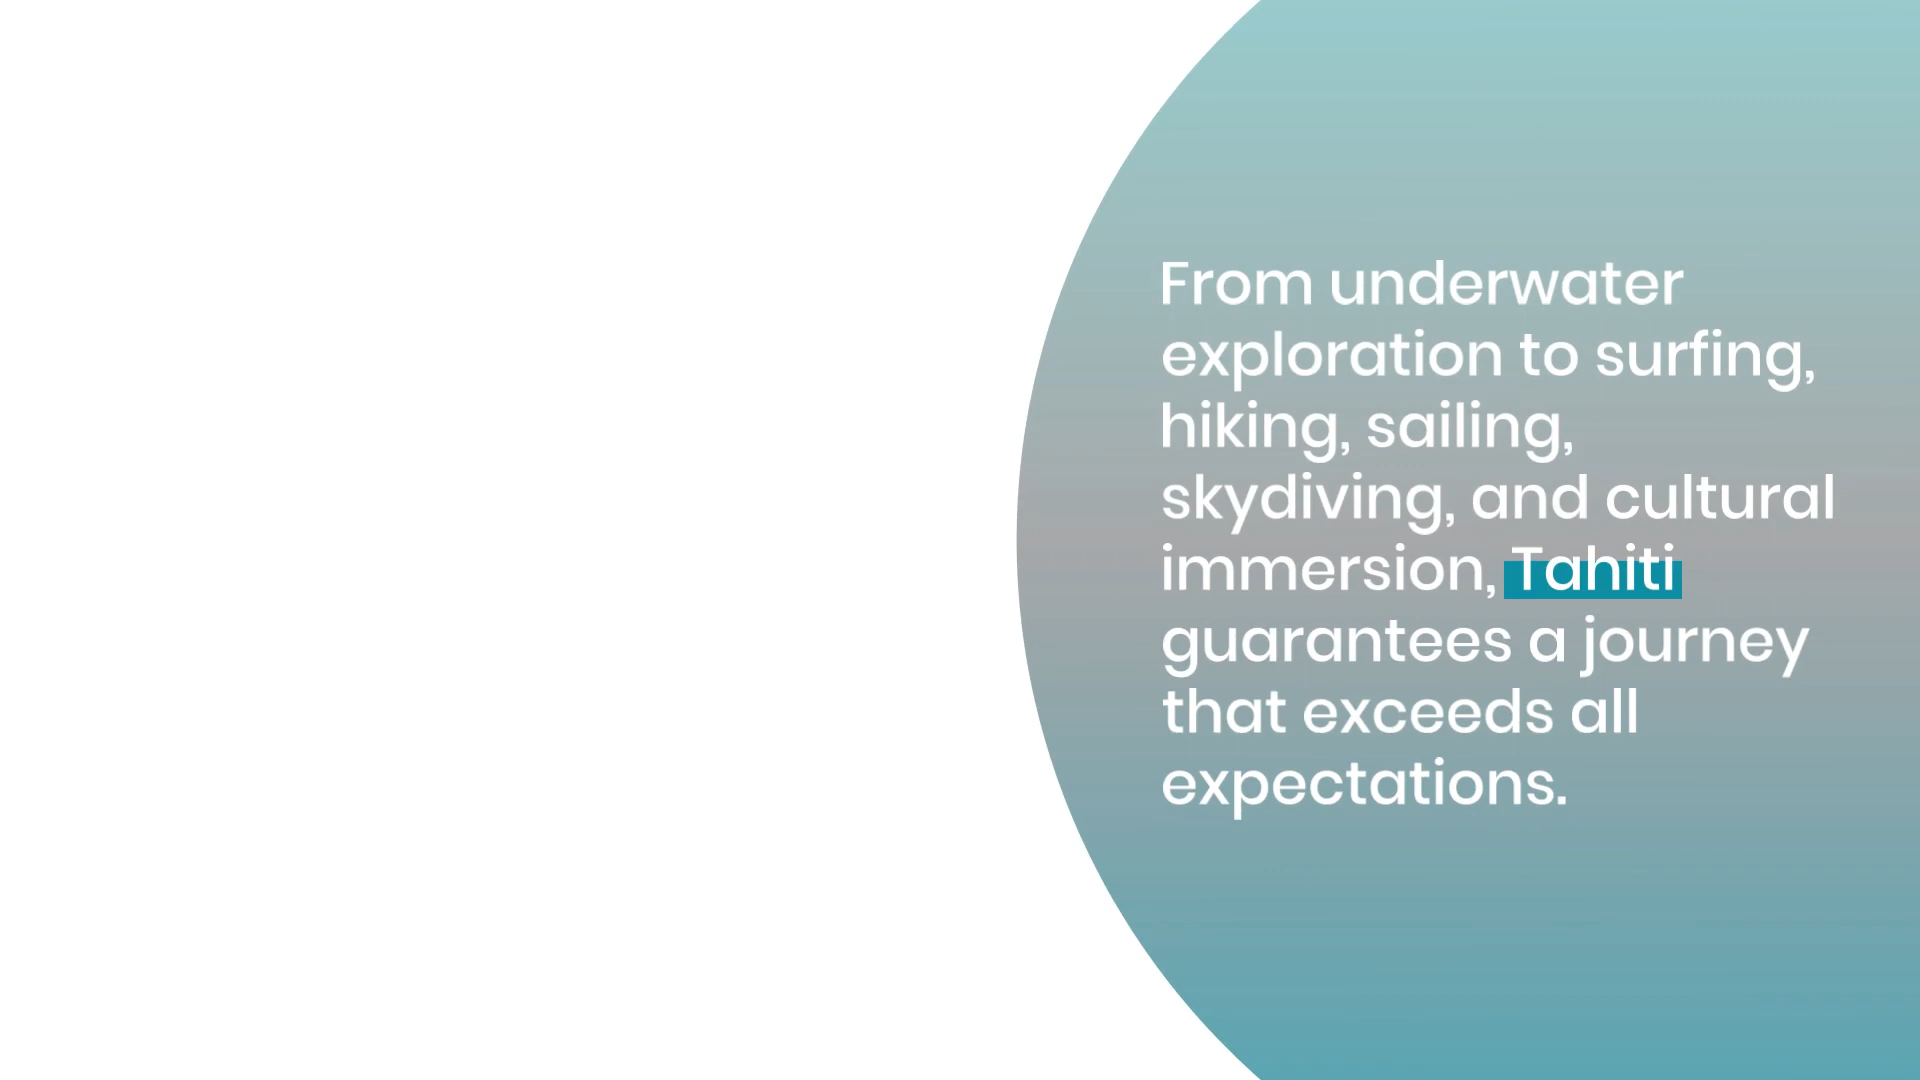 From underwater
exploration to surfing,
hiking, sailing,
skydiving, and cultural
immersion, Tahiti
guarantees a journey
that exceeds all
expectations.